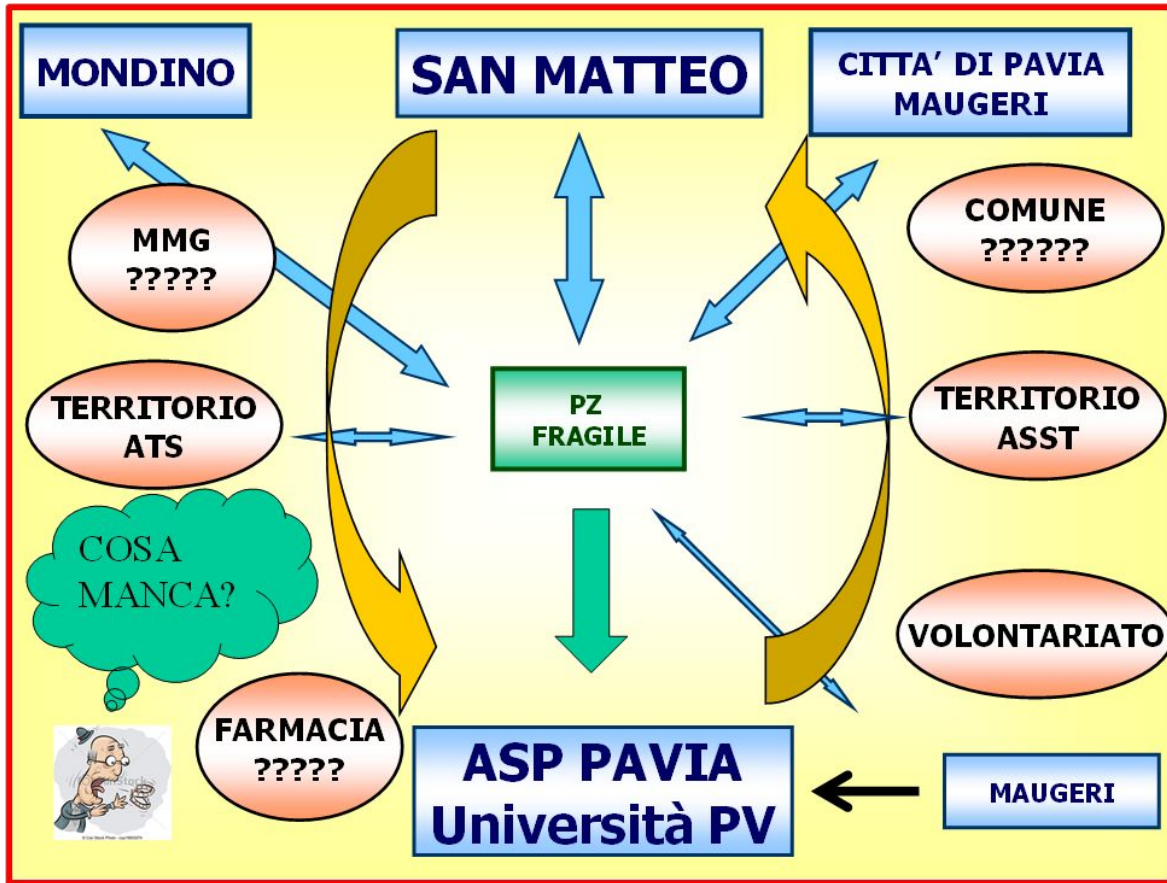 MONDINO
SAN MATTEO
CITTA’ DI PAVIA
MAUGERI
MMG
?????
COMUNE
??????
PZ
FRAGILE
TERRITORIO
ATS
TERRITORIO
ASST
COSA
MANCA?
VOLONTARIATO
FARMACIA
?????
ASP PAVIA
Università PV
MAUGERI